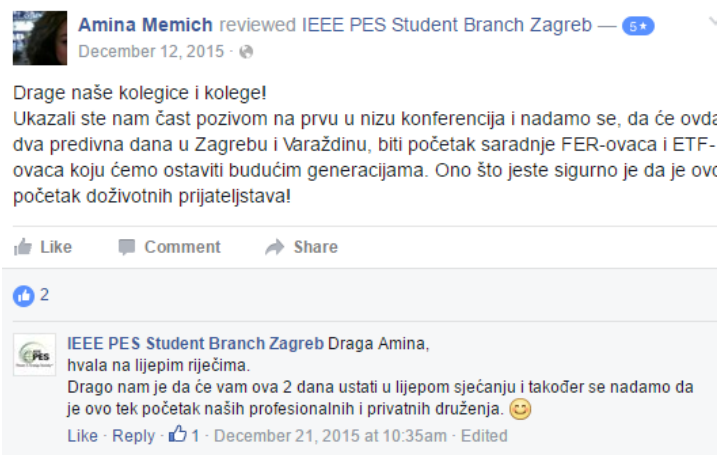 Amina Memich reviewed IEEE PES Student Branch Zagreb — 5★
December 12, 2015 ·
Drage naše kolegice i kolege!
Ukazali ste nam čast pozivom na prvu u nizu konferencija i nadamo se, da će ovda
dva predivna dana u Zagrebu i Varaždinu, biti početak saradnje FER-ovaca i ETF-
ovaca koju ćemo ostaviti budućim generacijama. Ono što jeste sigurno je da je ovo
početak doživotnih prijateljstava!
Like Comment Share
2
IEEE PES Student Branch Zagreb Draga Amina,
hvala na lijepim riječima.
Drago nam je da će vam ova 2 dana ustati u lijepom sjećanju i također se nadamo da
je ovo tek početak naših profesionalnih i privatnih druženja.
Like · Reply · 1 · December 21, 2015 at 10:35am · Edited
PES